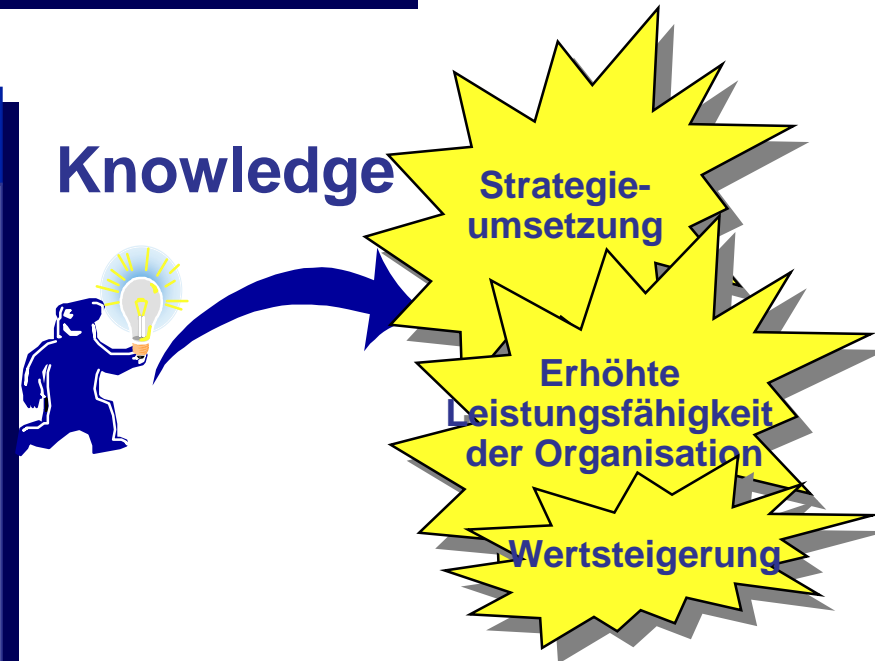 Knowledge
Strategie-
umsetzung
Erhöhte
Leistungsfähigkeit
der Organisation
Wertsteigerung